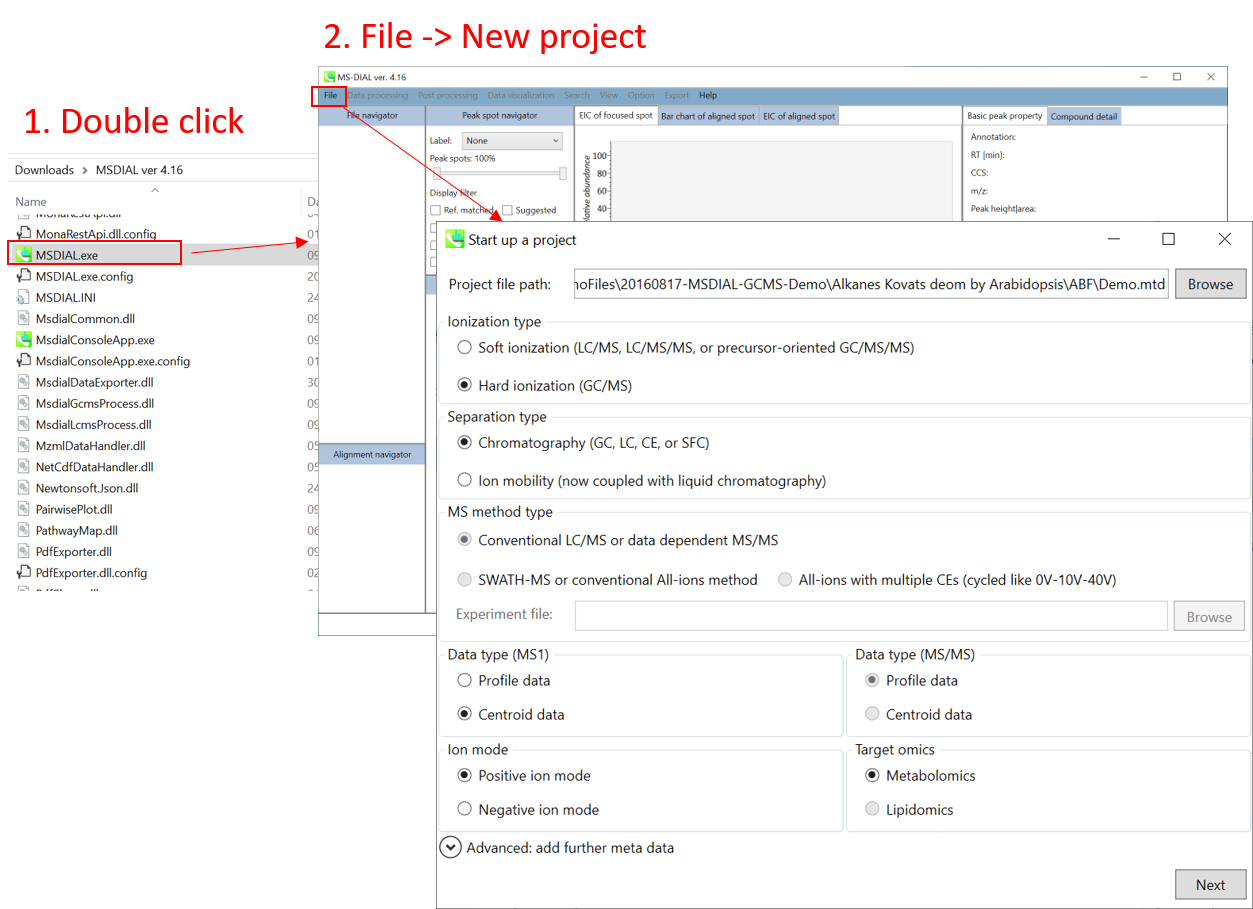 2. File -> New project
1. Double click
Downloads > MSDIAL ver 4.16
Name
MonaRestApi.dll.config
MSDIAL.exe
MSDIAL.exe.config
MSDIAL.INI
MsdialCommon.dll
MsdialConsoleApp.exe
MsdialConsoleApp.exe.config
MsdialDataExporter.dll
MsdialGcmsProcess.dll
MsdialLcmsProcess.dll
MzmlDataHandler.dll
NetCdfDataHandler.dll
Newtonsoft.Json.dll
PairwisePlot.dll
PathwayMap.dll
PdfExporter.dll
PdfExporter.dll.config
MS-DIAL ver. 4.16
File Data processing Post processing Data visualization Search View Option Export Help
File navigator
Peak spot navigator
EIC of focused spot Bar chart of aligned spot EIC of aligned spot
Basic peak property Compound detail
Label: None
Peak spots: 100%
Display filter
Ref. matched Suggested
100
80
60
40
Annotation:
RT [min]:
CCS:
m/z:
Peak height|area:
Alignment navigator
Start up a project
Project file path: noFiles\20160817-MSDIAL-GCMS-Demo\Alkanes Kovats deom by Arabidopsis\ABF\Demo.mtd Browse
Ionization type
Soft ionization (LC/MS, LC/MS/MS, or precursor-oriented GC/MS/MS)
Hard ionization (GC/MS)
Separation type
Chromatography (GC, LC, CE, or SFC)
Ion mobility (now coupled with liquid chromatography)
MS method type
Conventional LC/MS or data dependent MS/MS
SWATH-MS or conventional All-ions method All-ions with multiple CEs (cycled like 0V-10V-40V)
Experiment file: Browse
Data type (MS1)
Profile data
Centroid data
Data type (MS/MS)
Profile data
Centroid data
Ion mode
Positive ion mode
Negative ion mode
Target omics
Metabolomics
Lipidomics
Advanced: add further meta data
Next